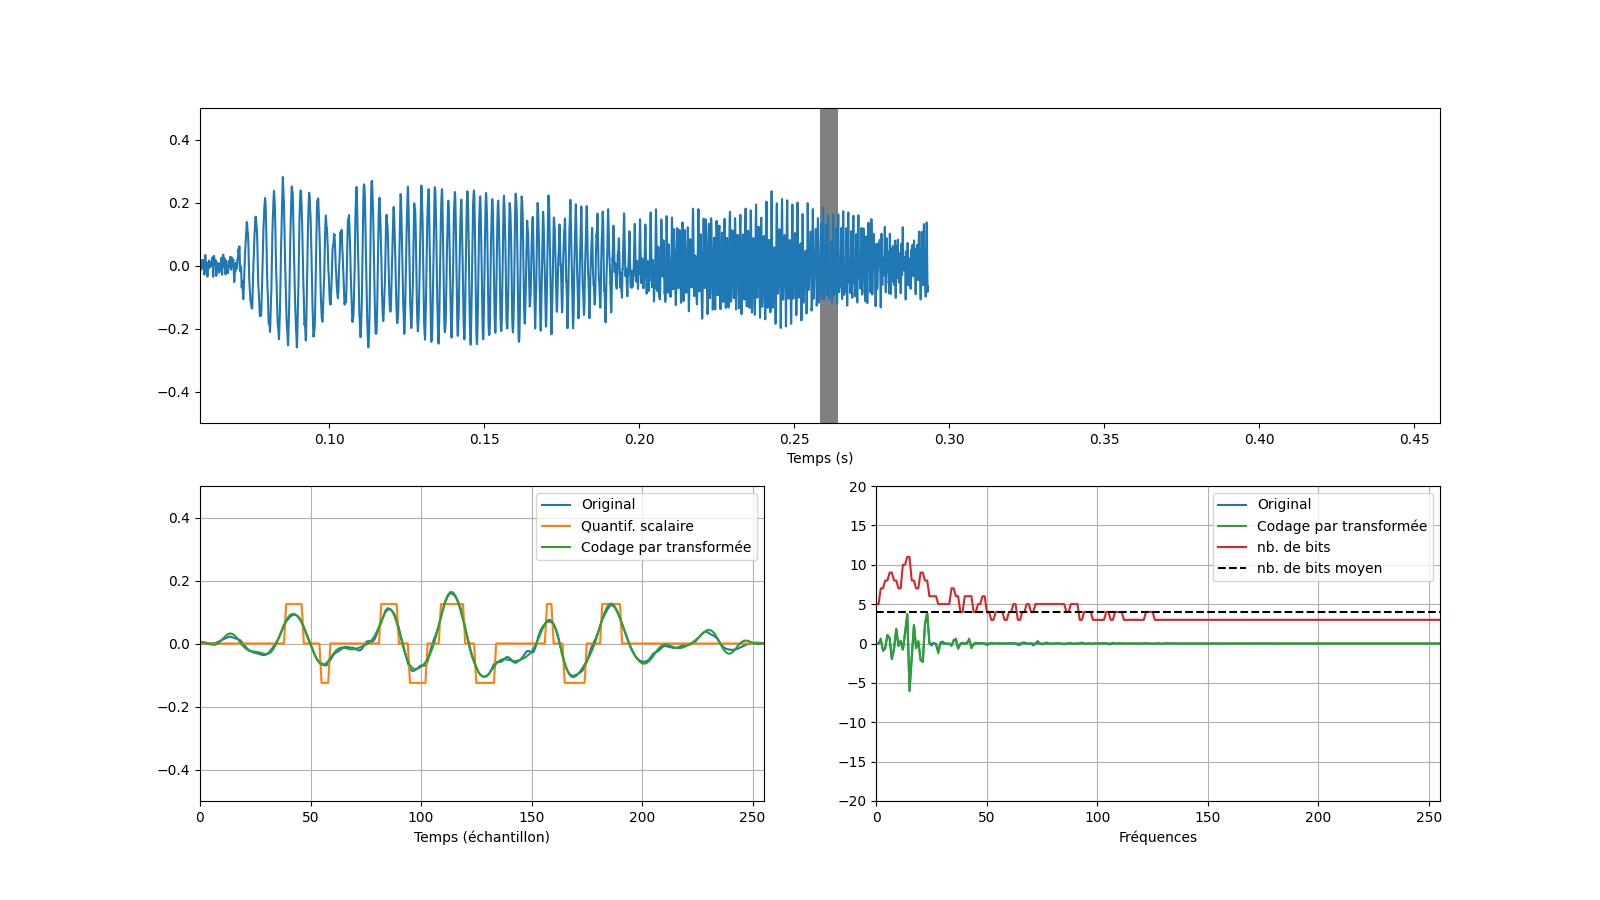 0.4
0.2
0.0
−0.2
−0.4
0.10 0.15 0.20 0.25 0.30 0.35 0.40 0.45
Temps (s)
0.4
0.2
0.0
−0.2
−0.4
Original
Quantif. scalaire
Codage par transformée
0 50 100 150 200 250
Temps (échantillon)
20
15
10
5
0
−5
−10
−15
−20
Original
Codage par transformée
nb. de bits
nb. de bits moyen
0 50 100 150 200 250
Fréquences